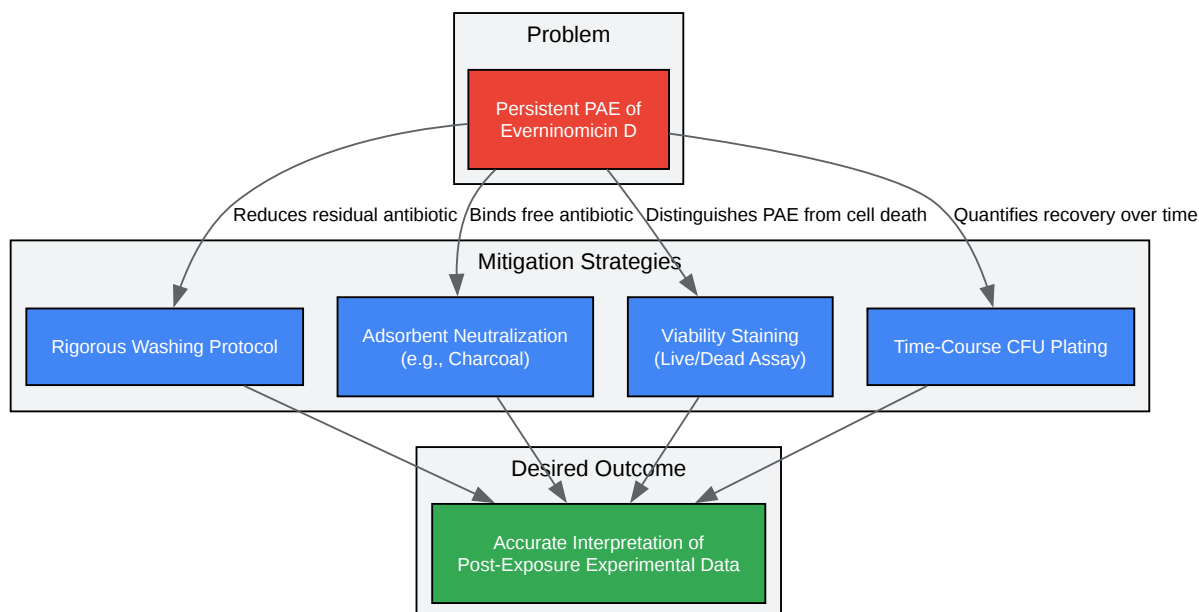 Problem
Persistent PAE of
Everninomicin D
Reduces residual antibiotic
Binds free antibiotic
Distinguishes PAE from cell death
Quantifies recovery over time
Mitigation Strategies
Rigorous Washing Protocol
Adsorbent Neutralization
(e.g., Charcoal)
Viability Staining
(Live/Dead Assay)
Time-Course CFU Plating
Desired Outcome
Accurate Interpretation of
Post-Exposure Experimental Data